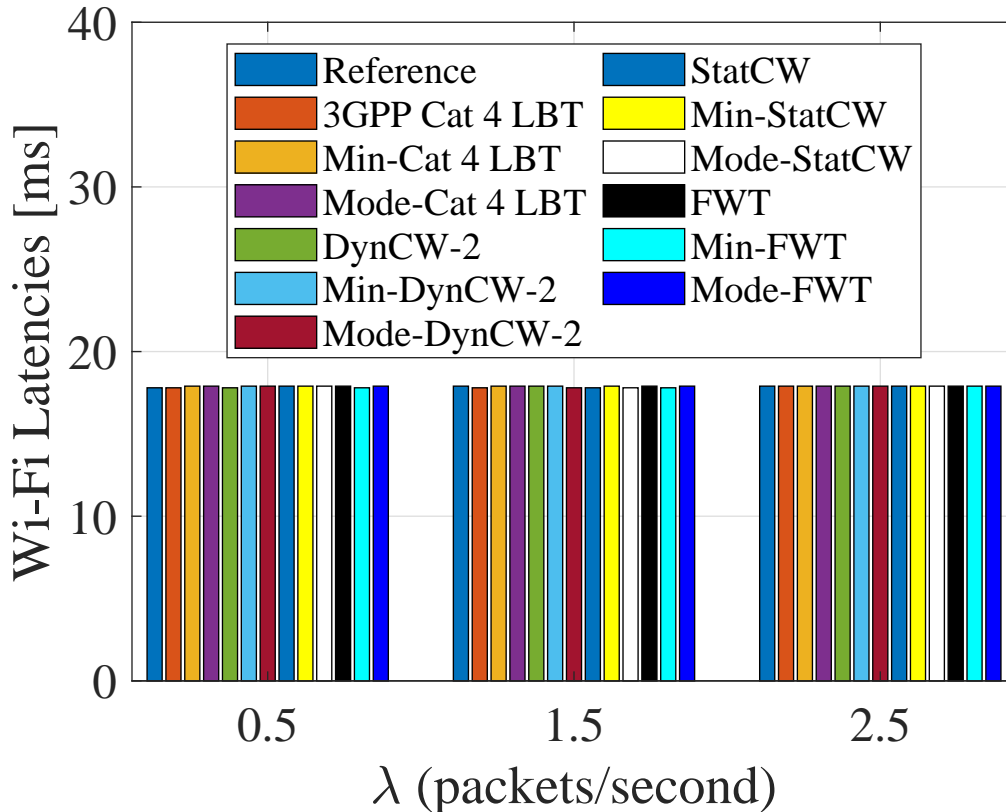 40
30
20
10
0
Wi-Fi Latencies [ms]
Reference
3GPP Cat 4 LBT
Min-Cat 4 LBT
Mode-Cat 4 LBT
DynCW-2
Min-DynCW-2
Mode-DynCW-2
StatCW
Min-StatCW
Mode-StatCW
FWT
Min-FWT
Mode-FWT
0.5
1.5
2.5
λ (packets/second)